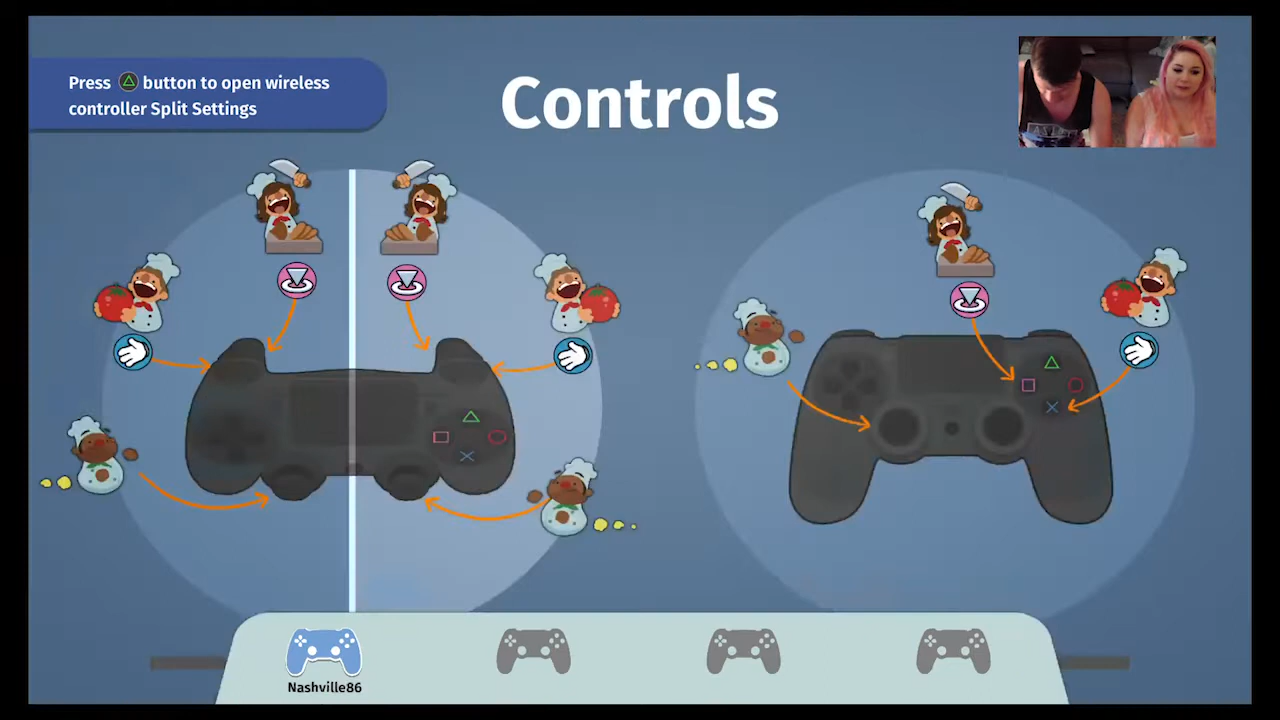 Press button to open wireless
controller Split Settings
Controls
Nashville86